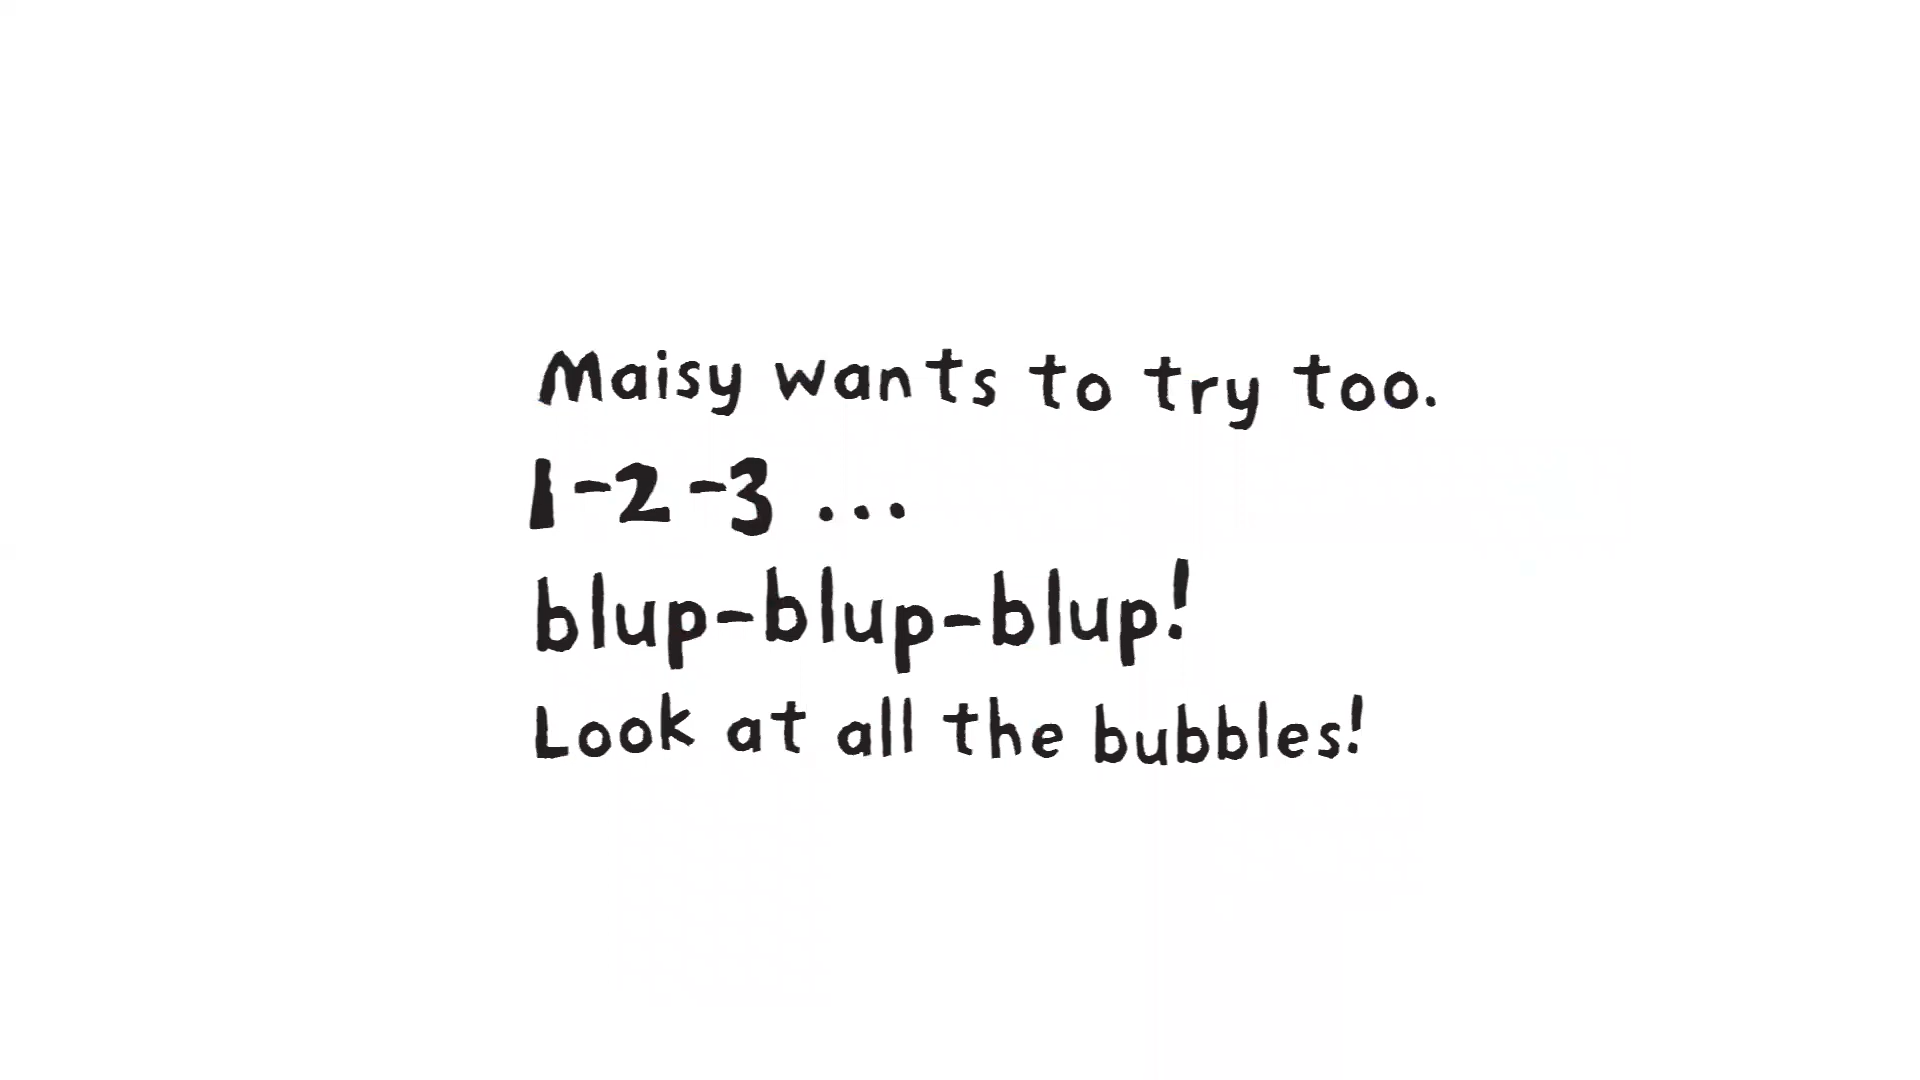 Maisy wants to try too.
1-2-3 ...
blup-blup-blup!
Look at all the bubbles!